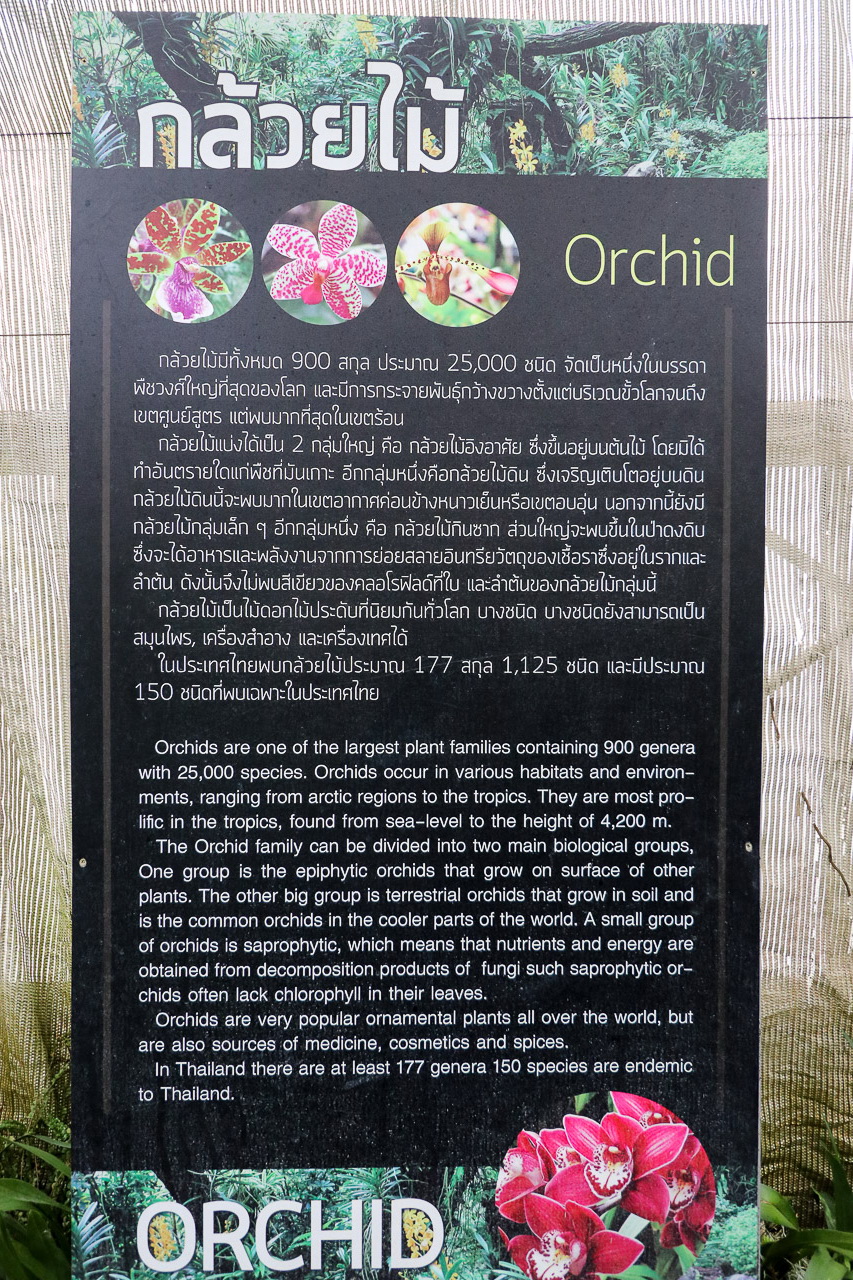 กล้วยไม้
Orchid
กล้วยไม้มีทั้งหมด 900 สกุล ประมาณ 25,000 ชนิด จัดเป็นหนึ่งในบรรดา
พืชวงศ์ใหญ่ที่สุดของโลก และมีการกระจายพันธุ์กว้างขวางตั้งแต่บริเวณขั้วโลกจนถึง
เขตศูนย์สูตร แต่พบมากที่สุดในเขตร้อน
กล้วยไม้แบ่งได้เป็น 2 กลุ่มใหญ่ คือ กล้วยไม้อิงอาศัย ซึ่งขึ้นอยู่บนต้นไม้ โดยมิได้
ทำอันตรายใดแก่พืชที่มันเกาะ อีกกลุ่มหนึ่งคือกล้วยไม้ดิน ซึ่งเจริญเติบโตอยู่บนดิน
กล้วยไม้ดินนี้จะพบมากในเขตอากาศค่อนข้างหนาวเย็นหรือเขตอบอุ่น นอกจากนี้ยังมี
กล้วยไม้กลุ่มเล็ก ๆ อีกกลุ่มหนึ่ง คือ กล้วยไม้กินซาก ส่วนใหญ่จะพบขึ้นในป่าดงดิบ
ซึ่งจะได้อาหารและพลังงานจากการย่อยสลายอินทรียวัตถุของเชื้อราซึ่งอยู่ในรากและ
ลำต้น ดังนั้นจึงไม่พบสีเขียวของคลอโรฟิลด์ที่ใบ และลำต้นของกล้วยไม้กลุ่มนี้
กล้วยไม้เป็นไม้ดอกไม้ประดับที่นิยมกันทั่วโลก บางชนิด บางชนิดยังสามารถเป็น
สมุนไพร, เครื่องสำอาง และเครื่องเทศได้
ในประเทศไทยพบกล้วยไม้ประมาณ 177 สกุล 1,125 ชนิด และมีประมาณ
150 ชนิดที่พบเฉพาะในประเทศไทย
Orchids are one of the largest plant families containing 900 genera
with 25,000 species. Orchids occur in various habitats and environ-
ments, ranging from arctic regions to the tropics. They are most pro-
lific in the tropics, found from sea-level to the height of 4,200 m.
The Orchid family can be divided into two main biological groups,
One group is the epiphytic orchids that grow on surface of other
plants. The other big group is terrestrial orchids that grow in soil and
is the common orchids in the cooler parts of the world. A small group
of orchids is saprophytic, which means that nutrients and energy are
obtained from decomposition products of fungi such saprophytic or-
chids often lack chlorophyll in their leaves.
Orchids are very popular ornamental plants all over the world, but
are also sources of medicine, cosmetics and spices.
In Thailand there are at least 177 genera 150 species are endemic
to Thailand.
ORCHID